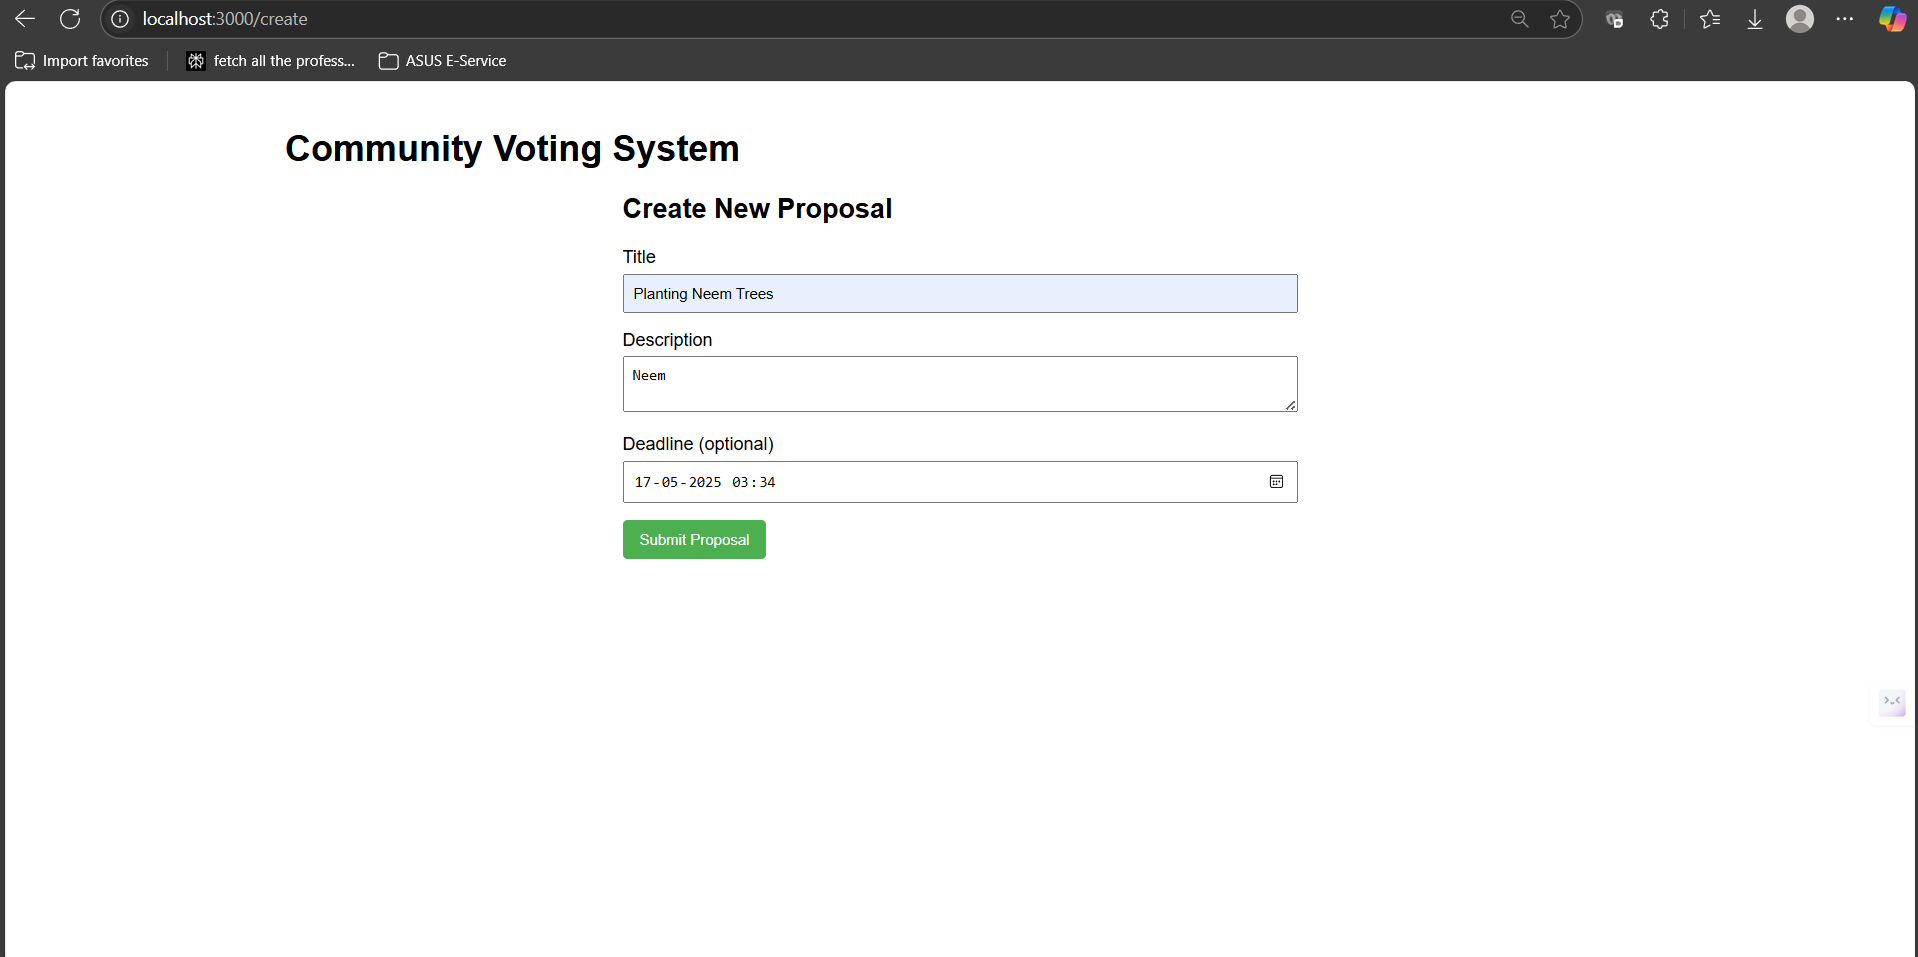 localhost:3000/create
Import favorites
fetch all the profess...
ASUS E-Service
Community Voting System
Create New Proposal
Title
Planting Neem Trees
Description
Neem
Deadline (optional)
17-05-2025 03:34
Submit Proposal